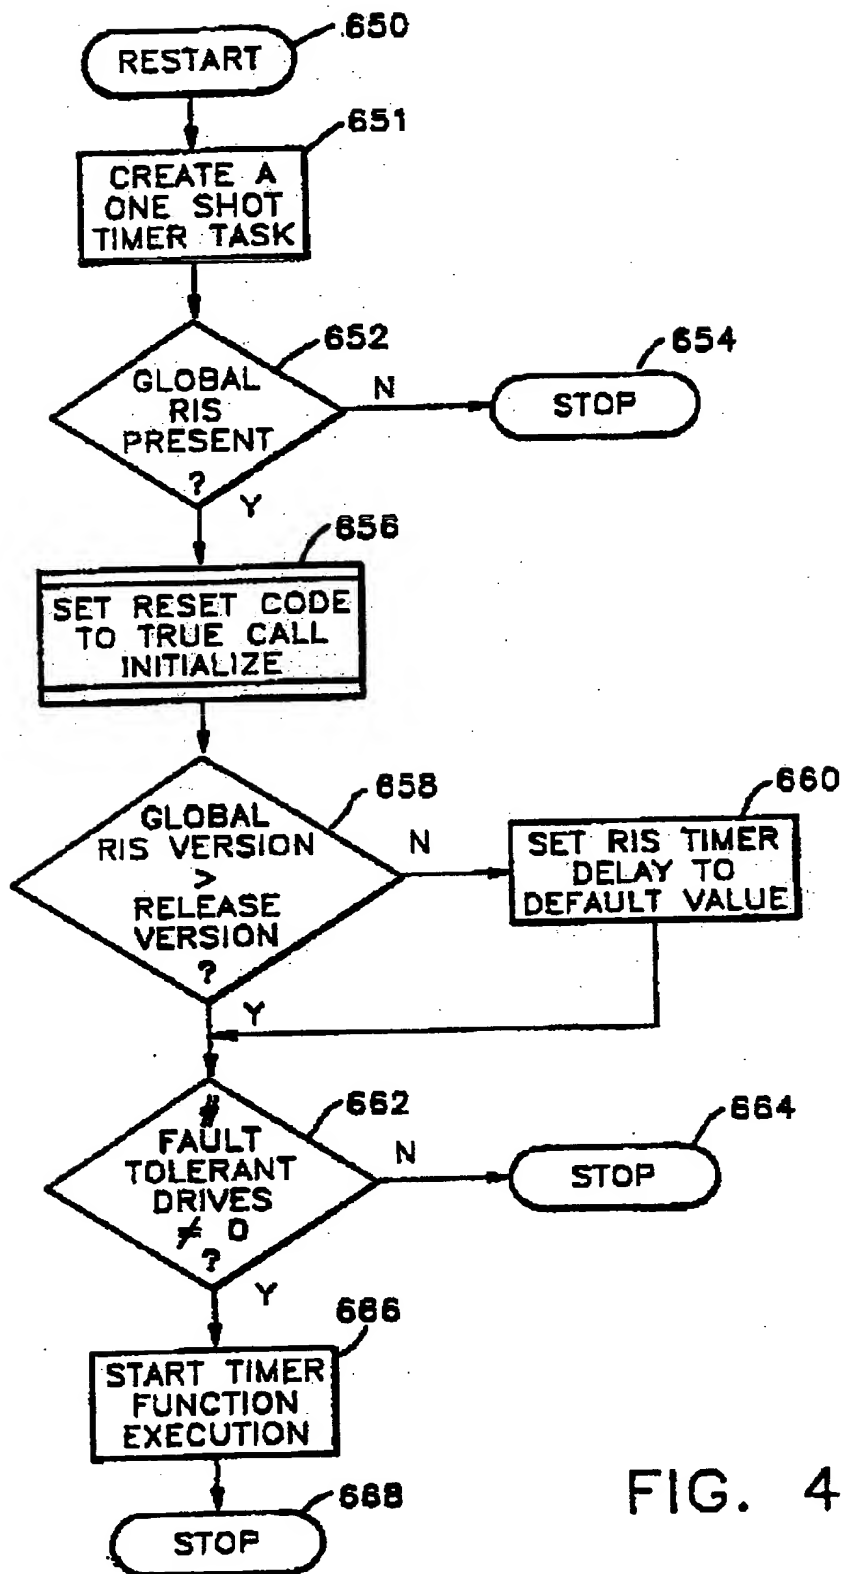 650
RESTART
651
CREATE A
ONE SHOT
TIMER TASK
652
654
GLOBAL
RIS
PRESENT
?
N
STOP
Y
656
SET RESET CODE
TO TRUE CALL
INITIALIZE
658
660
GLOBAL
RIS VERSION
>
RELEASE
VERSION
?
N
SET RIS TIMER
DELAY TO
DEFAULT VALUE
Y
662
664
#
FAULT
TOLERANT
DRIVES
≠ 0
?
N
STOP
Y
666
START TIMER
FUNCTION
EXECUTION
668
STOP
FIG. 4